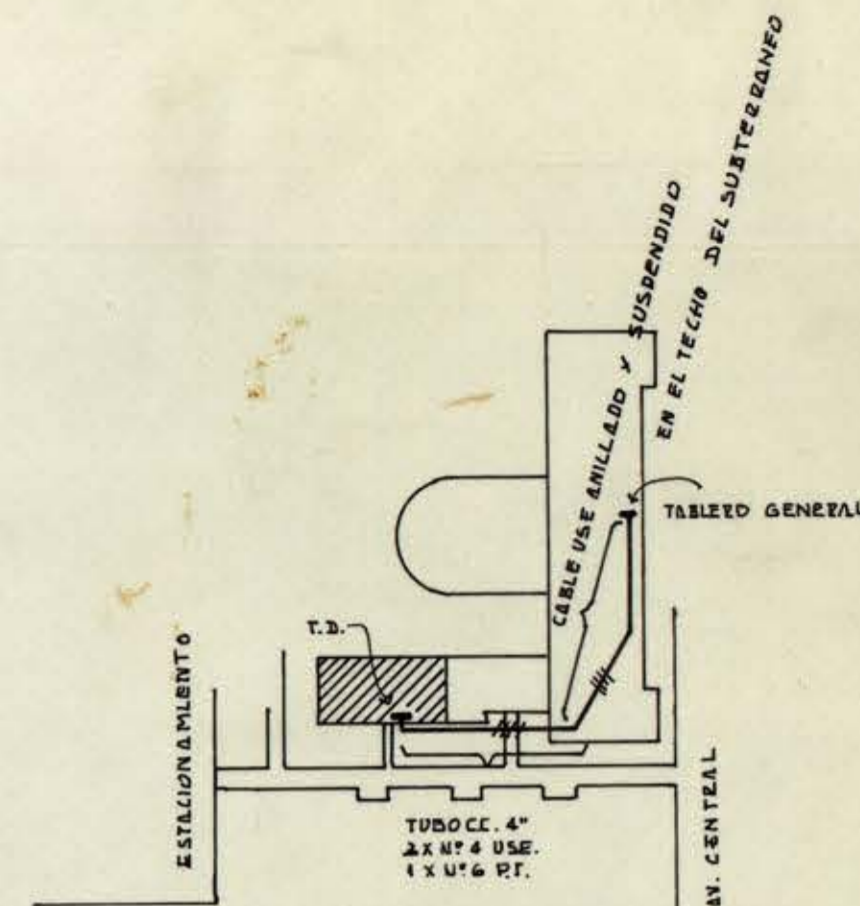 CABLE USE ANILLADO Y SUSPENDIDO
EN EL TECHO DEL SUBTERRANEO
TABLERO GENERAL
T.D.
ESTACIONAMIENTO
TUBO C.C. 4"
2 X Nº 4 USE.
1 X Nº 6 P.T.
AV. CENTRAL